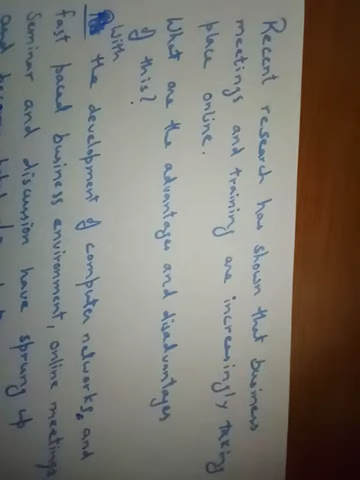 Recent research has shown that business
meetings and training are increasingly taking
place online.
What are the advantages and disadvantages
of this?
With the development of computer networks, and
fast paced business environment, online meetings
Seminar and discussion have sprung up
and